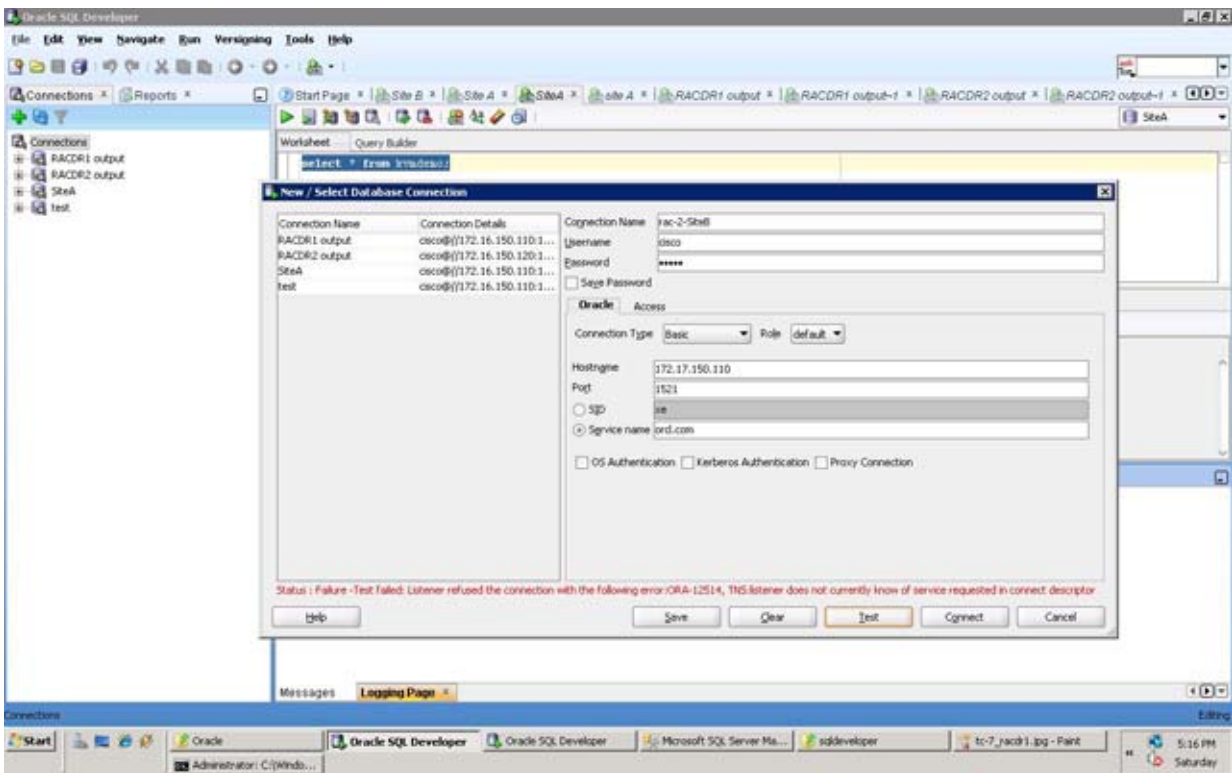 Oracle SQL Developer
File Edit View Navigate Run Versioning Tools Help
Connections Reports Start Page Site B SiteA site A RACDR1 output RACDR1 output~1 RACDR2 output RACDR2 output~1
SiteA
Worksheet Query Builder
select * from
Connections
RACDR1 output
RACDR2 output
SiteA
test
New / Select Database Connection
Connection Name Connection Details
RACDR1 output cisco@//172.16.150.110:1...
RACDR2 output cisco@//172.16.150.120:1...
SiteA cisco@//172.16.150.110:1...
test cisco@//172.16.150.110:1...
Connection Name rac-2-SiteB
Username cisco
Password •••••
Save Password
Oracle Access
Connection Type Basic Role default
Hostname 172.17.150.110
Port 1521
SID xe
Service name orcl.com
OS Authentication Kerberos Authentication Proxy Connection
Status : Failure -Test failed: Listener refused the connection with the following error:ORA-12514, TNS:listener does not currently know of service requested in connect descriptor
Help Save Clear Test Connect Cancel
Messages Logging Page
Connections Editing
Start Oracle Oracle SQL Developer Oracle SQL Developer Microsoft SQL Server Ma... sqldeveloper tc-7_racdr1.jpg - Paint 5:16 PM
Administrator: C:\Windo... Saturday